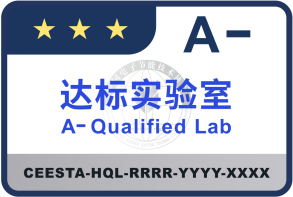 A-
达标实验室
A- Qualified Lab
CEESTA-HQL-RRRR-YYYY-XXXX